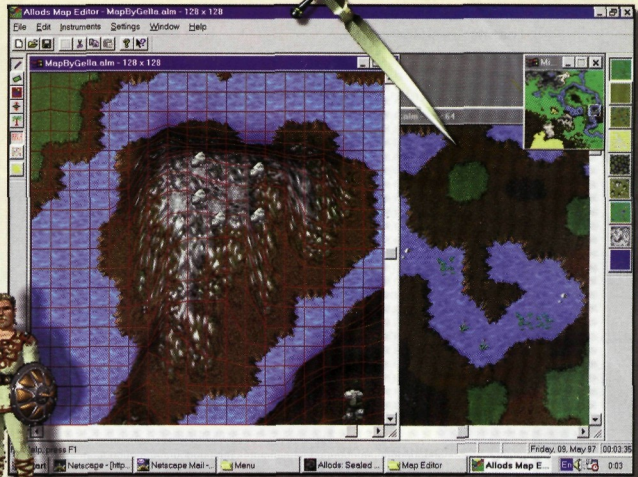 Allods Map Editor - MapByGella.alm - 128 x 128
File Edit Instruments Settings Window Help
MapByGella.alm - 128 x 128
Mi...
.alm - 64
help, press F1
Friday, 09, May 97 00:03:35
Start Netscape - [http... Netscape Mail -... Menu Allods: Sealed ... Map Editor Allods Map E... En 0:03